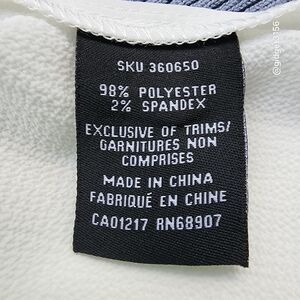 SKU 360650
98% POLYESTER
2% SPANDEX
EXCLUSIVE OF TRIMS/
GARNITURES NON
COMPRISES
MADE IN CHINA
FABRIQUÉ EN CHINE
CA01217 RN68907